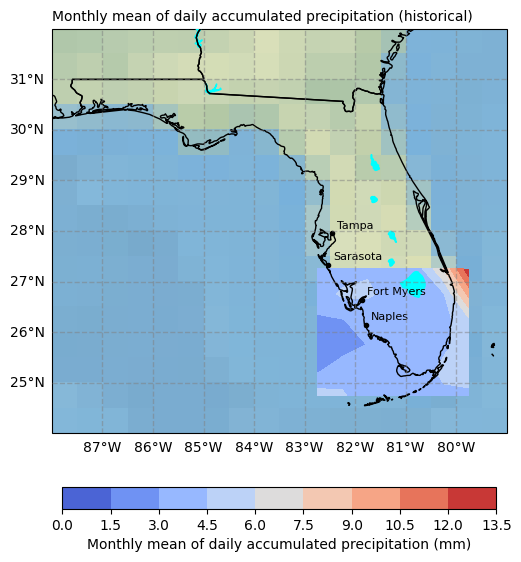 Monthly mean of daily accumulated precipitation (historical)
31°N
30°N
29°N
28°N
27°N
26°N
25°N
Tampa
Sarasota
Fort Myers
Naples
87°W 86°W 85°W 84°W 83°W 82°W 81°W 80°W
0.0 1.5 3.0 4.5 6.0 7.5 9.0 10.5 12.0 13.5
Monthly mean of daily accumulated precipitation (mm)